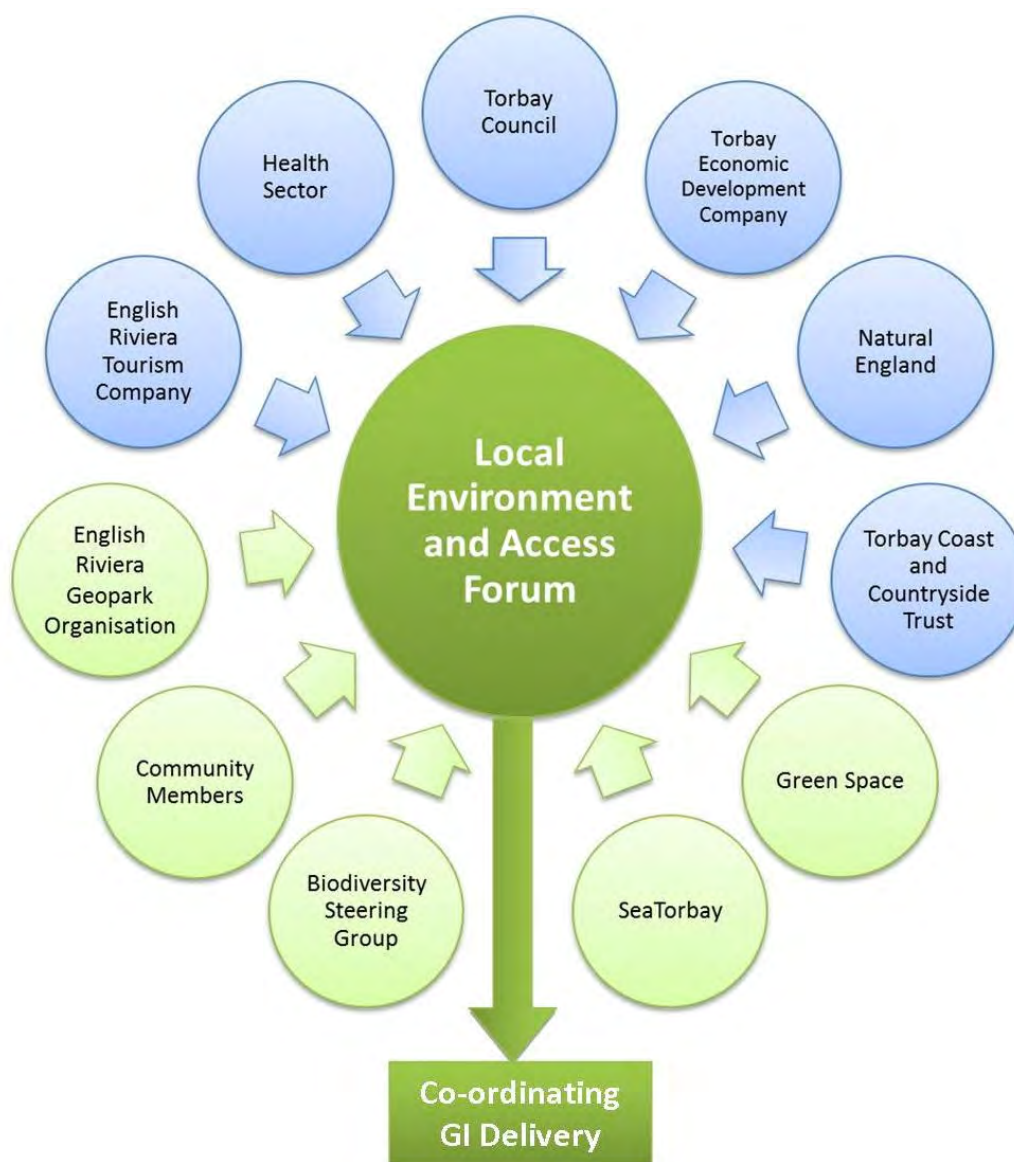 Torbay
Council
Health
Sector
Torbay
Economic
Development
Company
English
Riviera
Tourism
Company
Natural
England
Local
Environment
and Access
Forum
English
Riviera
Geopark
Organisation
Torbay Coast
and
Countryside
Trust
Community
Members
Green Space
Biodiversity
Steering
Group
SeaTorbay
Co-ordinating
GI Delivery